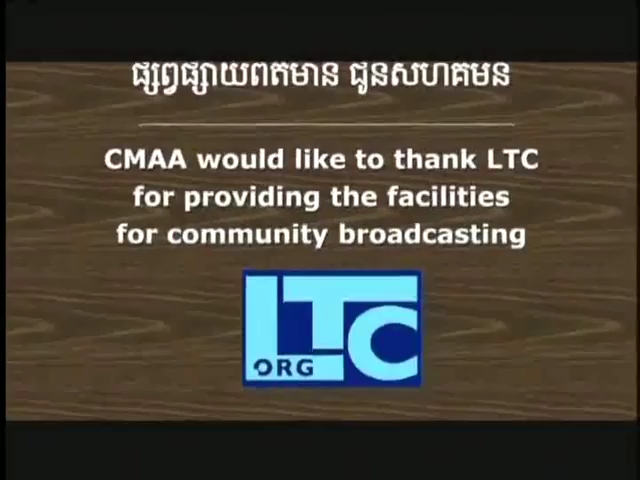 ផ្សព្វផ្សាយពត៌មាន ជូនសហគមន៍
CMAA would like to thank LTC
for providing the facilities
for community broadcasting
LTC
ORG